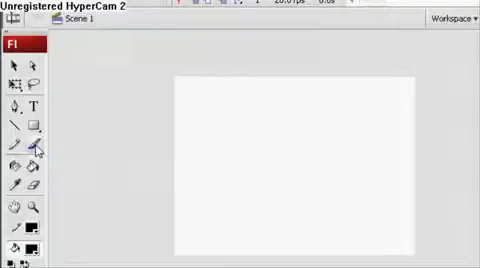 Unregistered HyperCam 2
Scene 1
Workspace
Fl
T